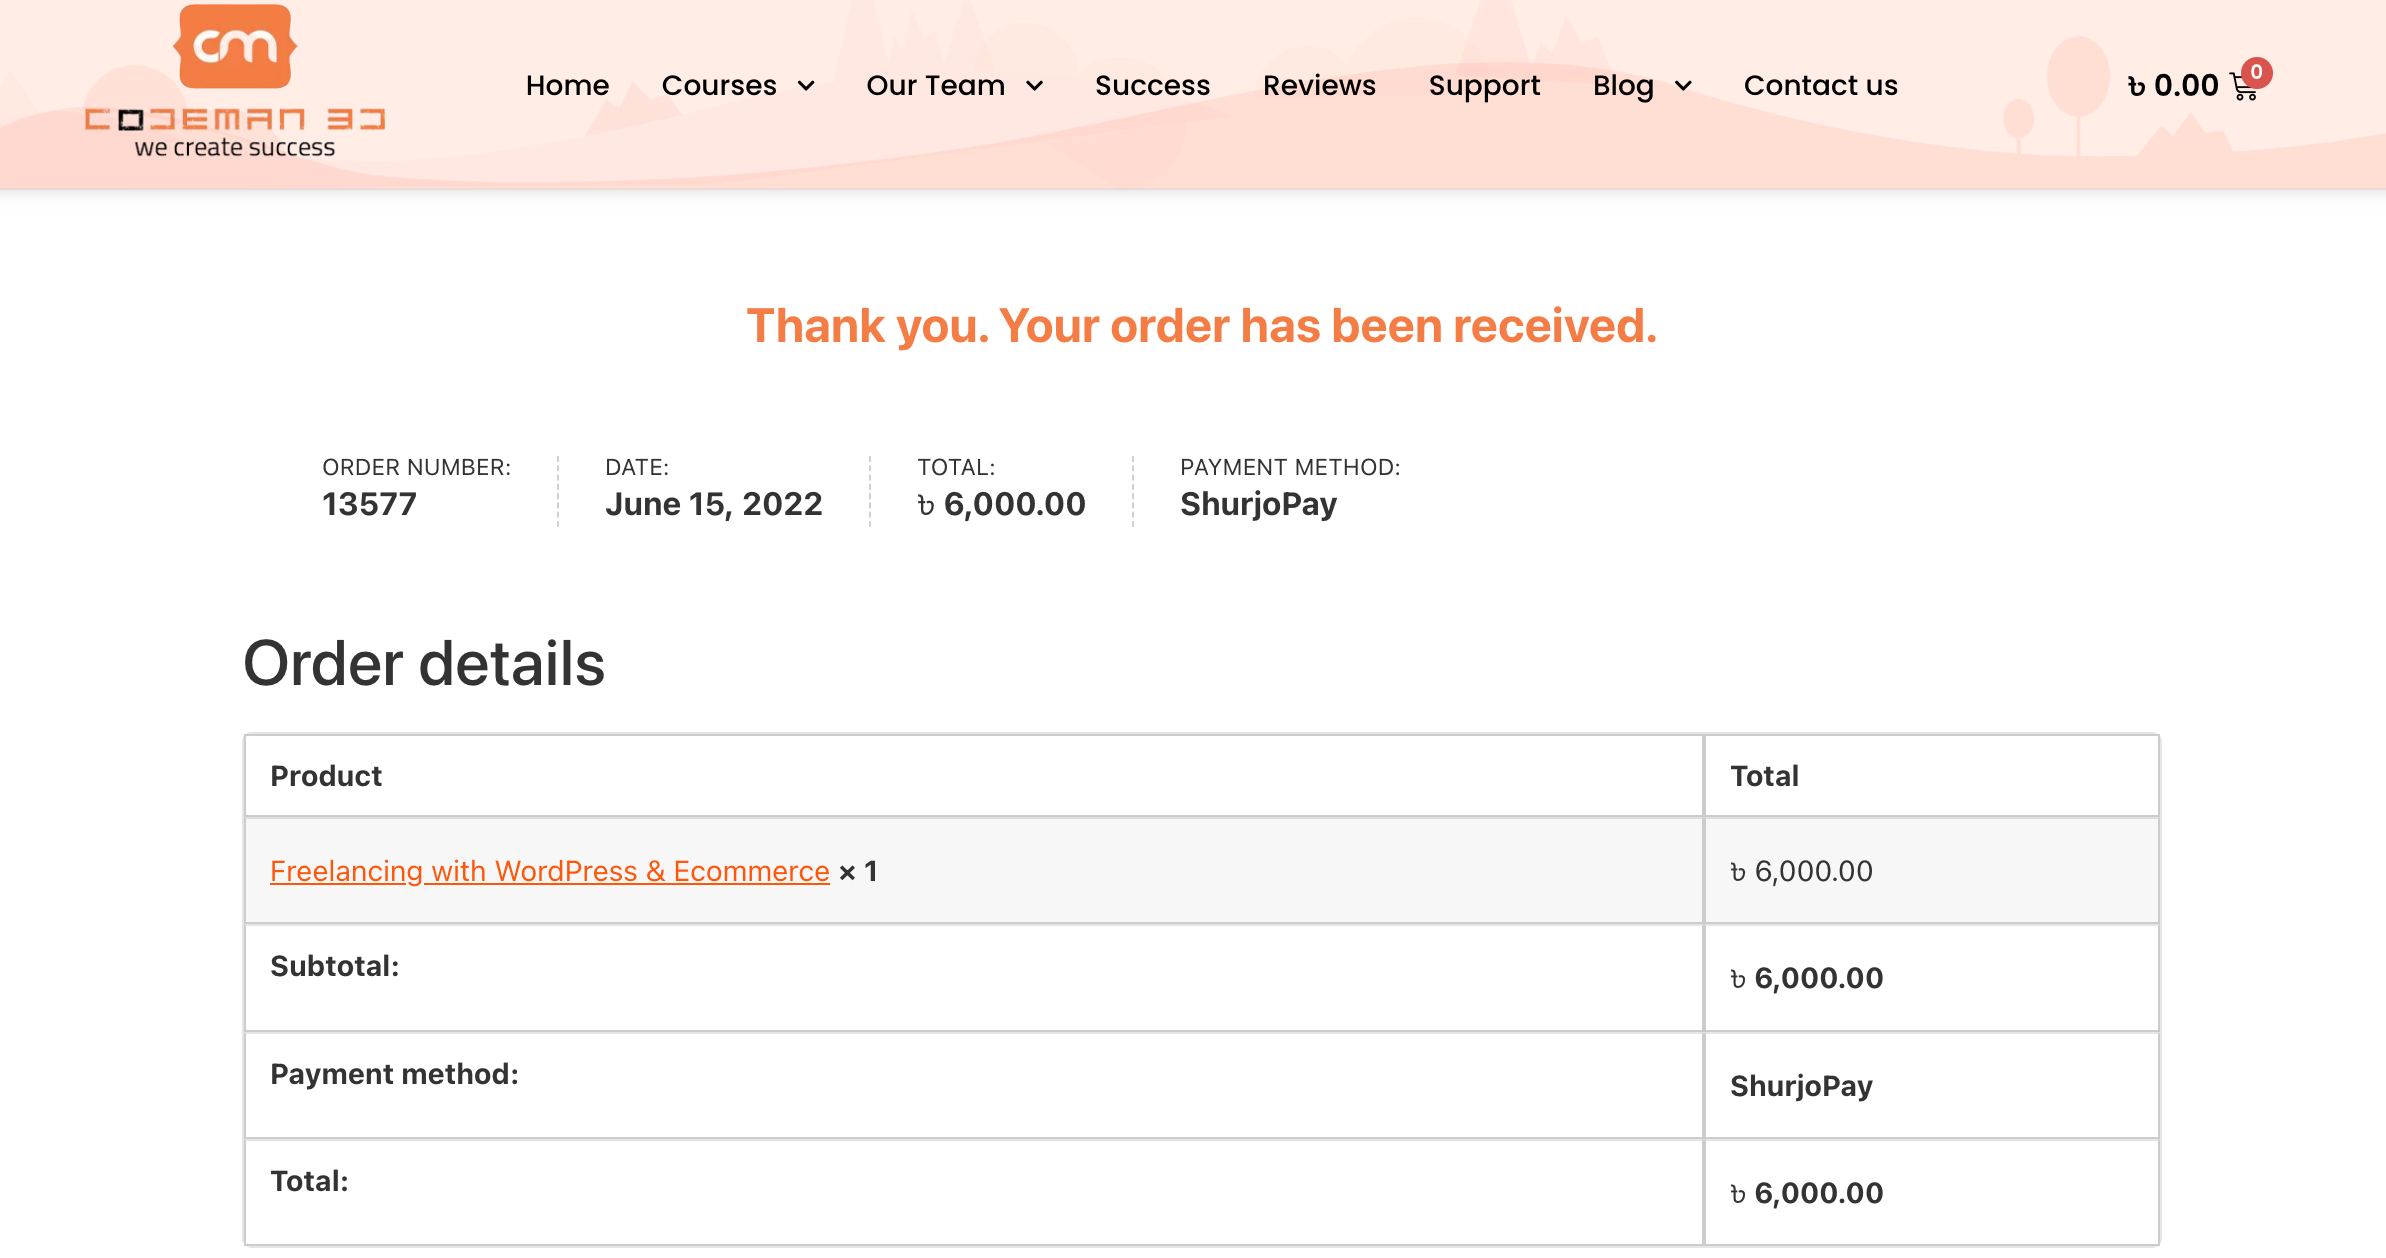 cm
CODEMAN BD
we create success
Home Courses Our Team Success Reviews Support Blog Contact us ৳ 0.00 0
Thank you. Your order has been received.
ORDER NUMBER: DATE: TOTAL: PAYMENT METHOD:
13577 June 15, 2022 ৳ 6,000.00 ShurjoPay
Order details
Product Total
Freelancing with WordPress & Ecommerce × 1 ৳ 6,000.00
Subtotal: ৳ 6,000.00
Payment method: ShurjoPay
Total: ৳ 6,000.00